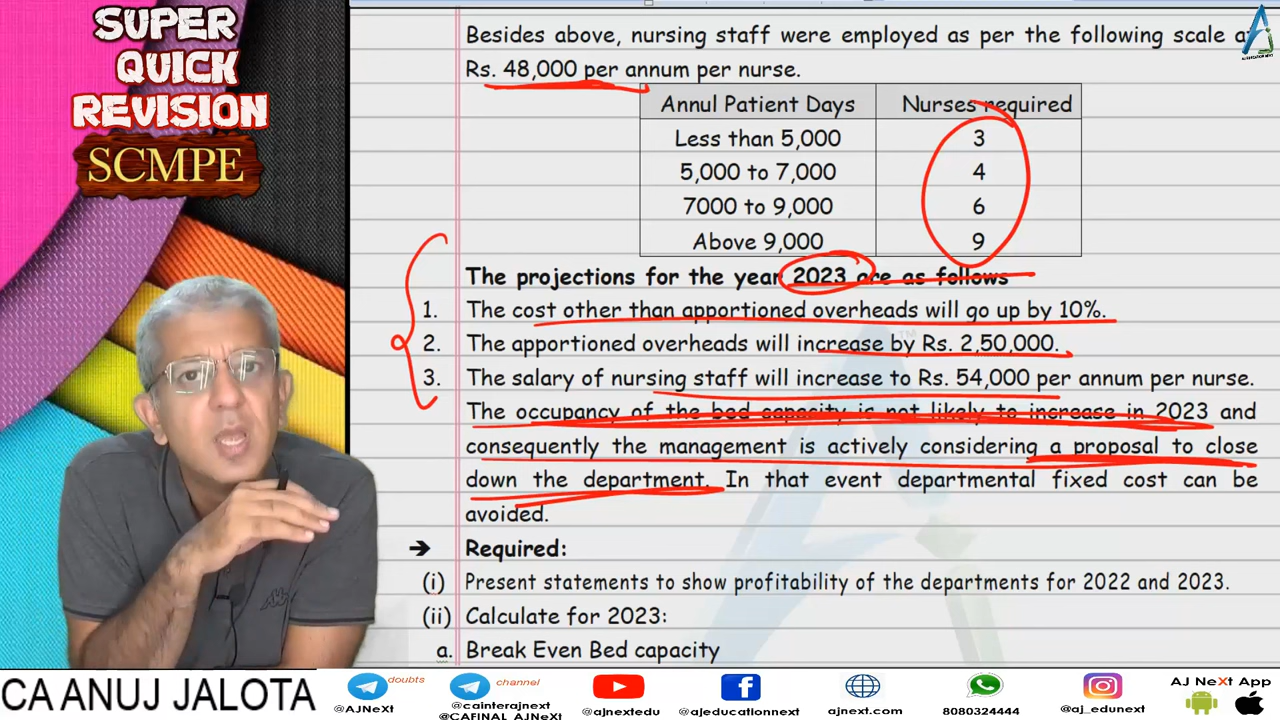 SUPER
QUICK
REVISION
SCMPE
Besides above, nursing staff were employed as per the following scale a
Rs. 48,000 per annum per nurse.
Annul Patient Days Nurses required
Less than 5,000 3
5,000 to 7,000 4
7000 to 9,000 6
Above 9,000 9
The projections for the year 2023 are as follows
1. The cost other than apportioned overheads will go up by 10%.
2. The apportioned overheads will increase by Rs. 2,50,000.
3. The salary of nursing staff will increase to Rs. 54,000 per annum per nurse.
The occupancy of the bed capacity is not likely to increase in 2023 and
consequently the management is actively considering a proposal to close
down the department. In that event departmental fixed cost can be
avoided.
→ Required:
(i) Present statements to show profitability of the departments for 2022 and 2023.
(ii) Calculate for 2023:
a. Break Even Bed capacity
CA ANUJ JALOTA
doubts
@AJNeXt
channel
@cainterajnext
@CAFINAL_AJNeXt
@ajnextedu
@ajeducationnext
ajnext.com
8080324444
@aj_edunext
AJ NeXt App